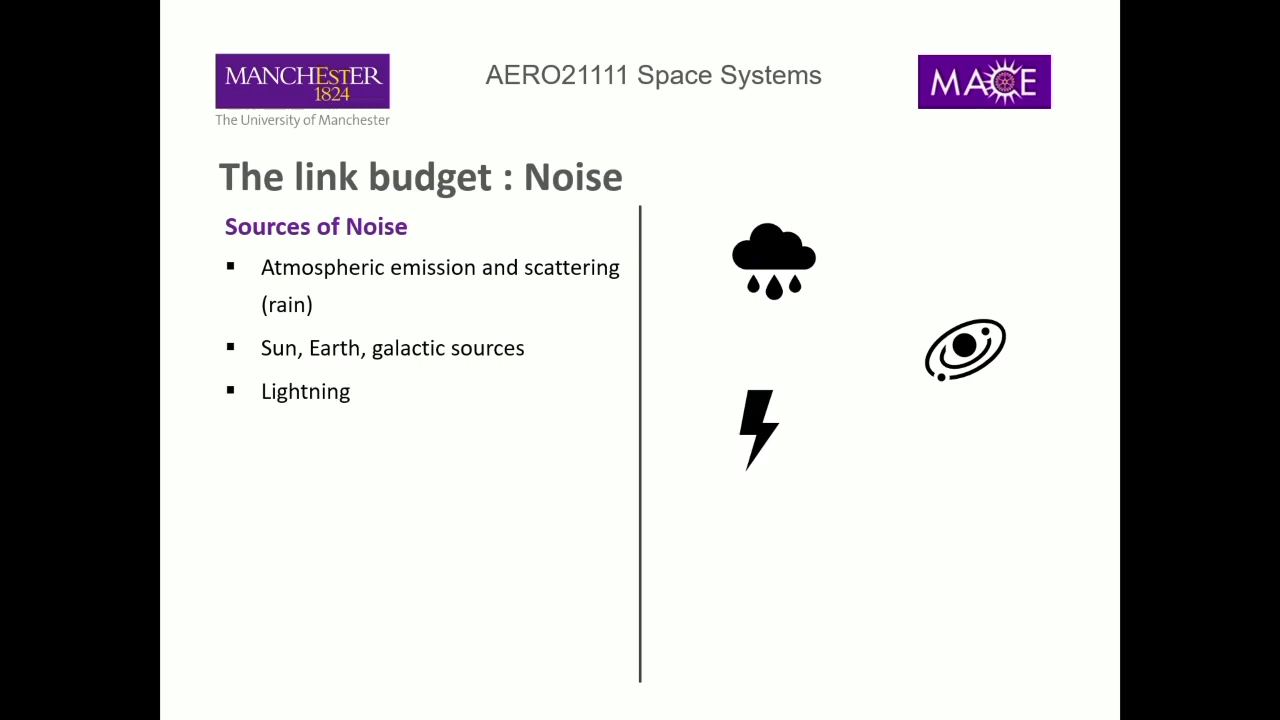 MANCHESTER
1824
The University of Manchester
AERO21111 Space Systems
MACE
The link budget : Noise
Sources of Noise
▪ Atmospheric emission and scattering
(rain)
▪ Sun, Earth, galactic sources
▪ Lightning